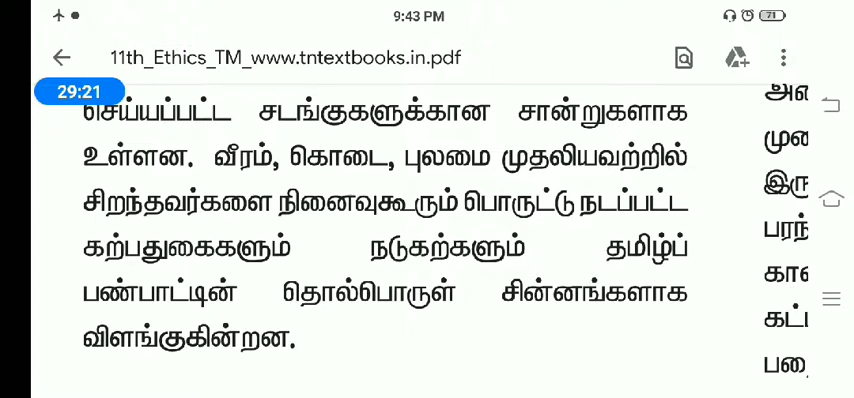 9:43 PM
71
11th_Ethics_TM_www.tntextbooks.in.pdf
29:21
செய்யப்பட்ட சடங்குகளுக்கான சான்றுகளாக
உள்ளன. வீரம், கொடை, புலமை முதலியவற்றில்
சிறந்தவர்களை நினைவுகூரும் பொருட்டு நடப்பட்ட
கற்பதுகைகளும் நடுகற்களும் தமிழ்ப்
பண்பாட்டின் தொல்பொருள் சின்னங்களாக
விளங்குகின்றன.